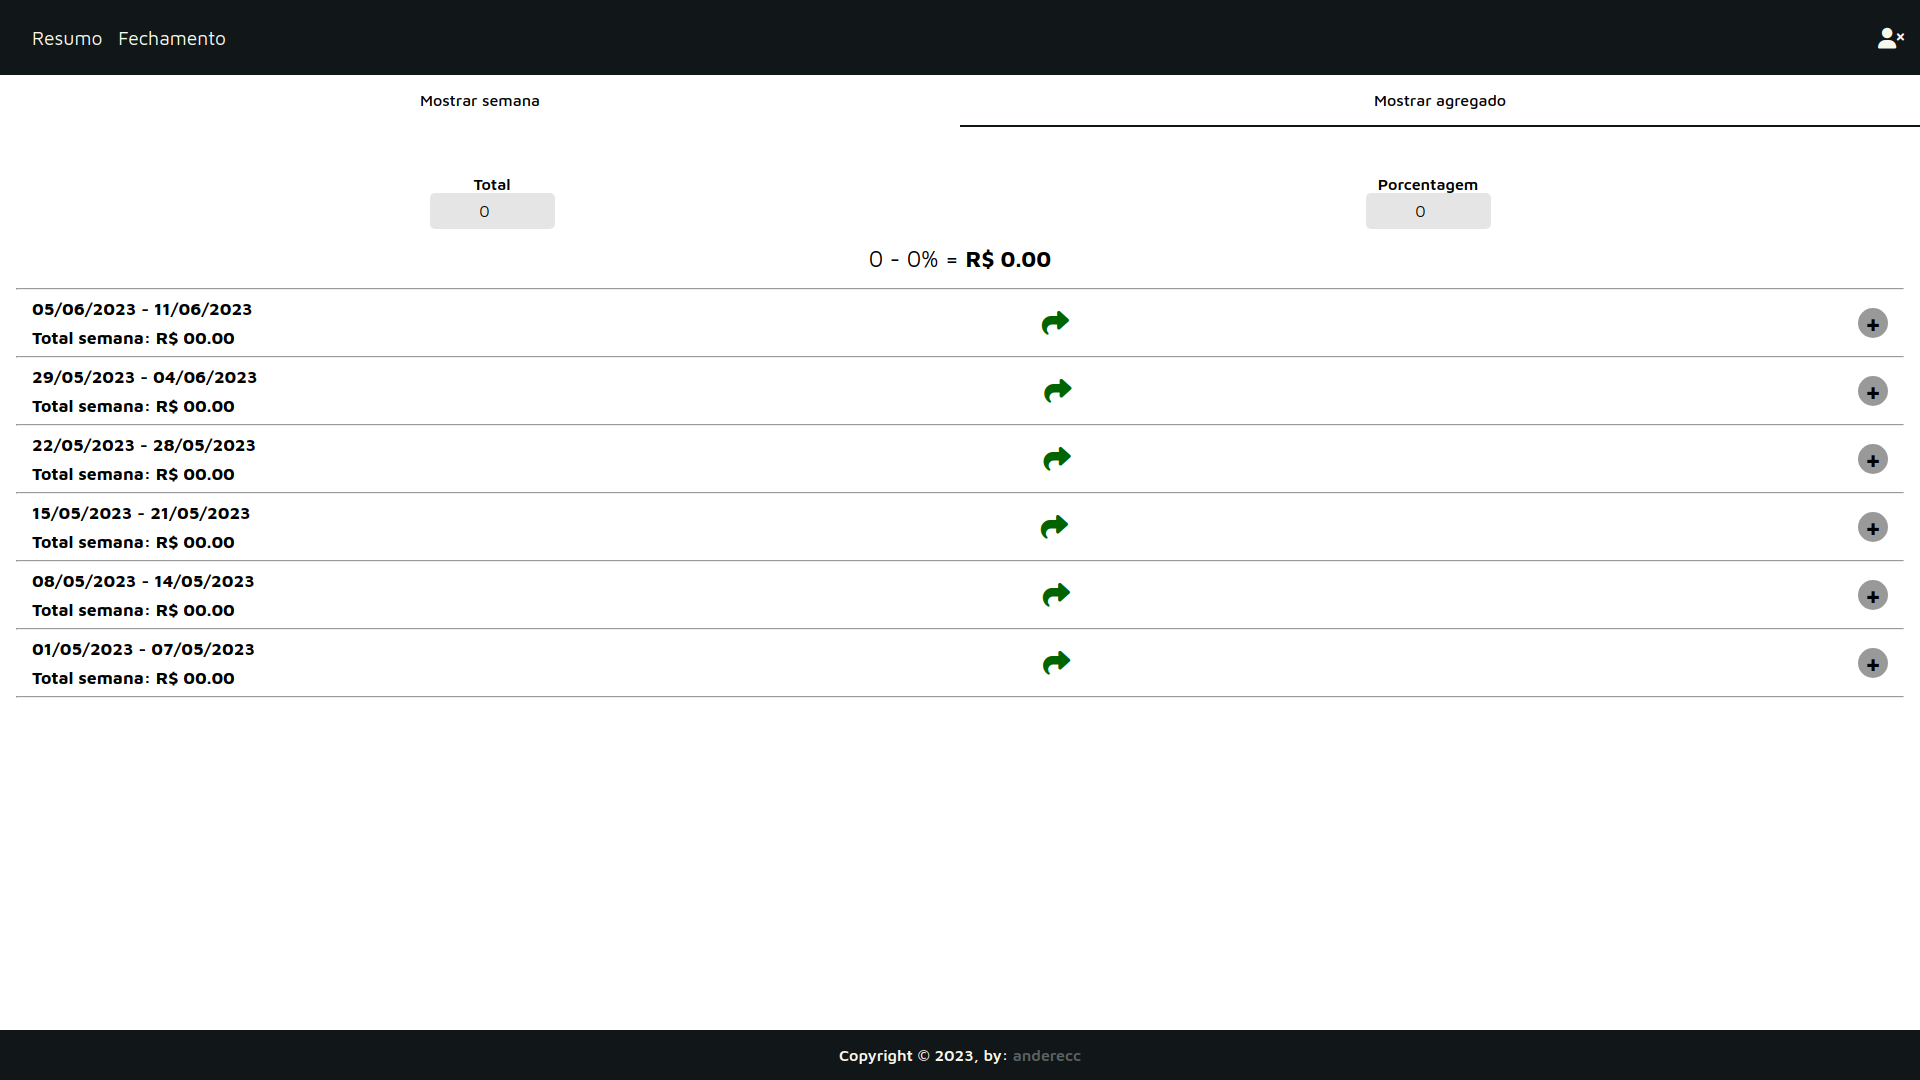 Resumo Fechamento
Mostrar semana Mostrar agregado
Total Porcentagem
0 0
0 - 0% = R$ 0.00
05/06/2023 - 11/06/2023
Total semana: R$ 00.00
29/05/2023 - 04/06/2023
Total semana: R$ 00.00
22/05/2023 - 28/05/2023
Total semana: R$ 00.00
15/05/2023 - 21/05/2023
Total semana: R$ 00.00
08/05/2023 - 14/05/2023
Total semana: R$ 00.00
01/05/2023 - 07/05/2023
Total semana: R$ 00.00
Copyright © 2023, by: anderecc